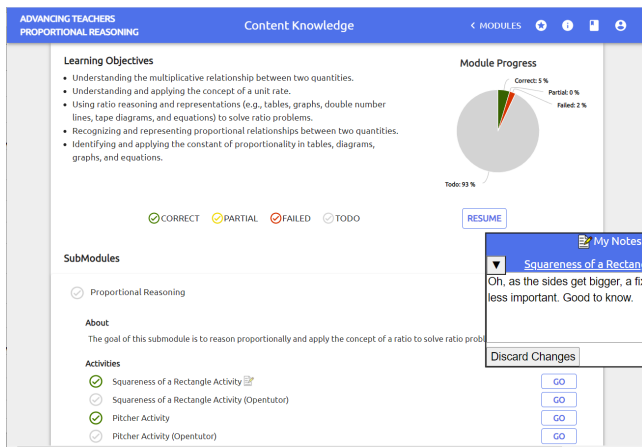 ADVANCING TEACHERS
PROPORTIONAL REASONING
Content Knowledge
< MODULES
Learning Objectives
• Understanding the multiplicative relationship between two quantities.
• Understanding and applying the concept of a unit rate.
• Using ratio reasoning and representations (e.g., tables, graphs, double number
lines, tape diagrams, and equations) to solve ratio problems.
• Recognizing and representing proportional relationships between two quantities.
• Identifying and applying the constant of proportionality in tables, diagrams,
graphs, and equations.
Module Progress
Correct: 5 %
Partial: 0 %
Failed: 2 %
Todo: 93 %
CORRECT PARTIAL FAILED TODO
RESUME
SubModules
My Notes
▼ Squareness of a Rectan
Oh, as the sides get bigger, a fi
less important. Good to know.
Discard Changes
Proportional Reasoning
About
The goal of this submodule is to reason proportionally and apply the concept of a ratio to solve ratio probl
Activities
Squareness of a Rectangle Activity GO
Squareness of a Rectangle Activity (Opentutor) GO
Pitcher Activity GO
Pitcher Activity (Opentutor) GO